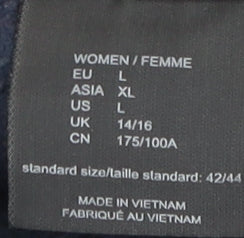 WOMEN / FEMME
EU L
ASIA XL
US L
UK 14/16
CN 175/100A
standard size/taille standard: 42/44
MADE IN VIETNAM
FABRIQUÉ AU VIETNAM